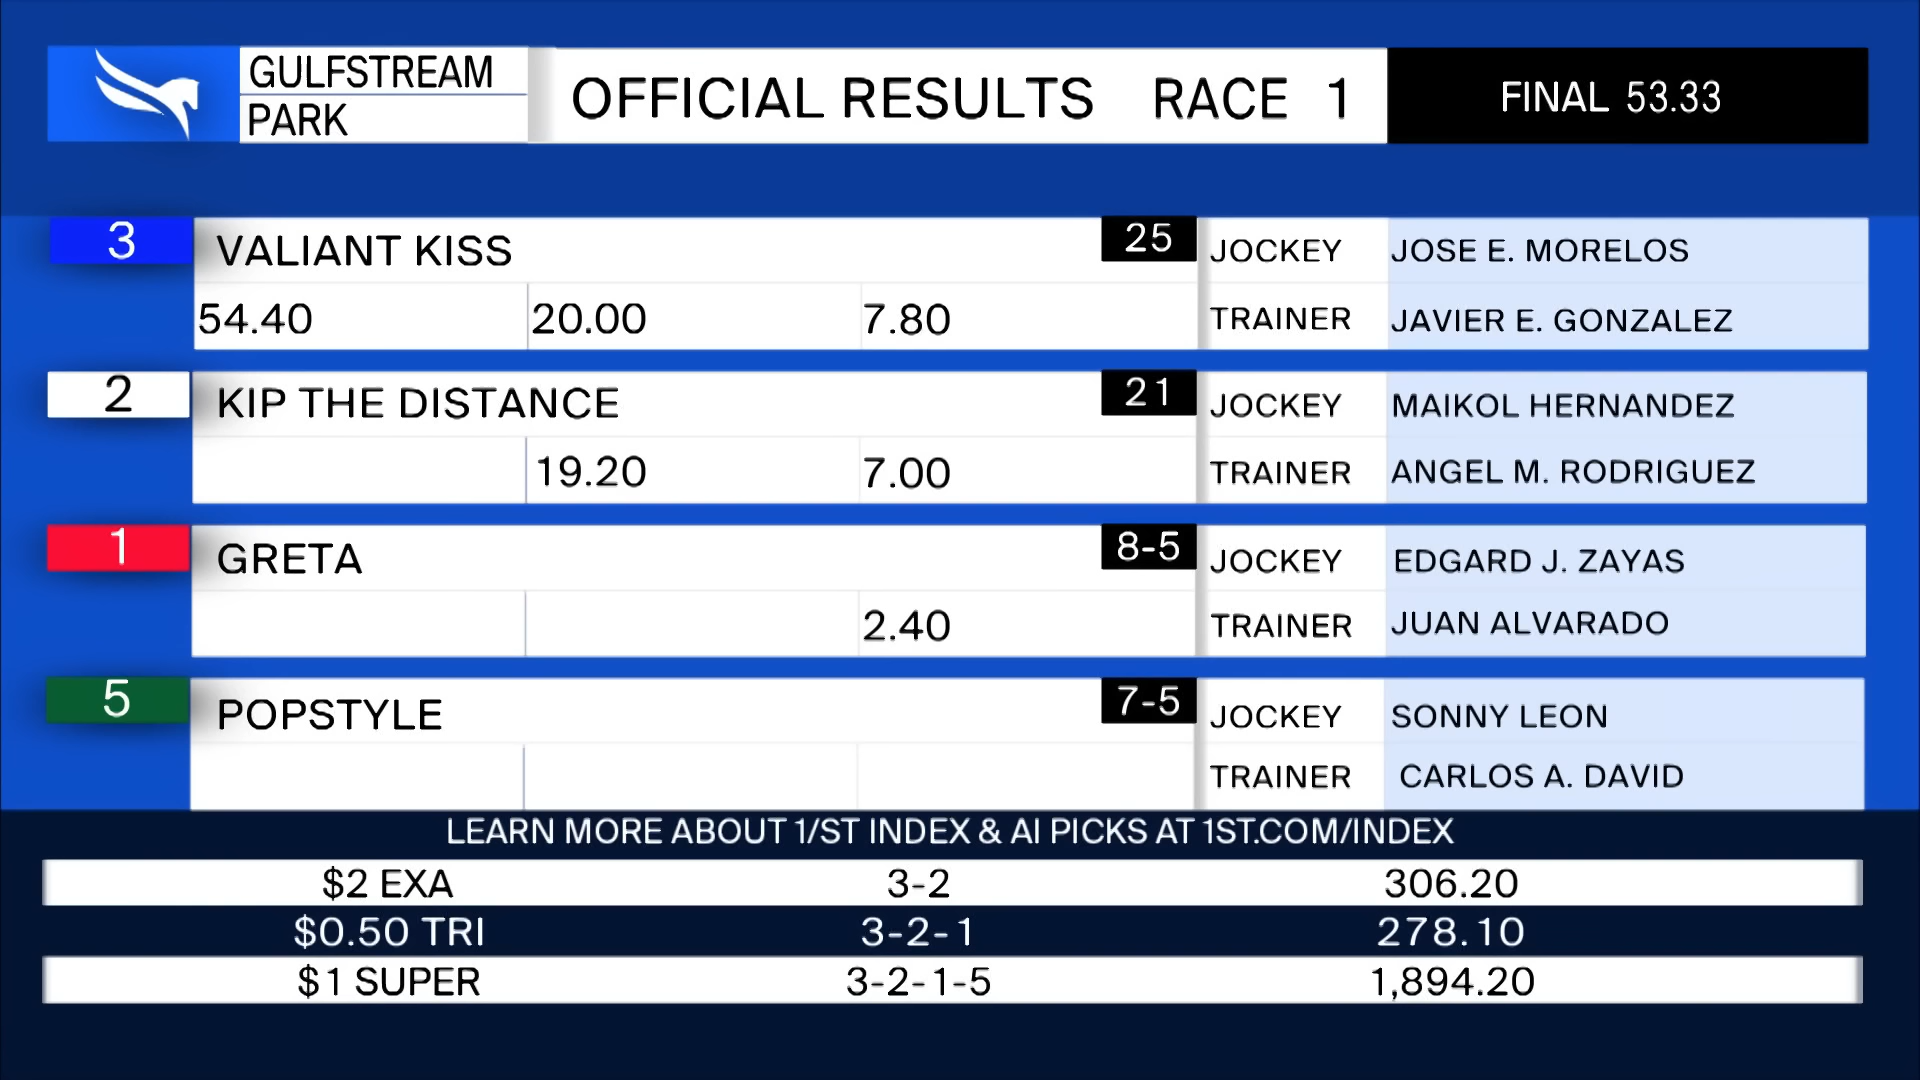 GULFSTREAM
PARK
OFFICIAL RESULTS RACE 1
FINAL 53.33
3
VALIANT KISS
25
JOCKEY JOSE E. MORELOS
54.40 20.00 7.80
TRAINER JAVIER E. GONZALEZ
2
KIP THE DISTANCE
21
JOCKEY MAIKOL HERNANDEZ
19.20 7.00
TRAINER ANGEL M. RODRIGUEZ
1
GRETA
8-5
JOCKEY EDGARD J. ZAYAS
2.40
TRAINER JUAN ALVARADO
5
POPSTYLE
7-5
JOCKEY SONNY LEON
TRAINER CARLOS A. DAVID
LEARN MORE ABOUT 1/ST INDEX & AI PICKS AT 1ST.COM/INDEX
$2 EXA 3-2 306.20
$0.50 TRI 3-2-1 278.10
$1 SUPER 3-2-1-5 1,894.20